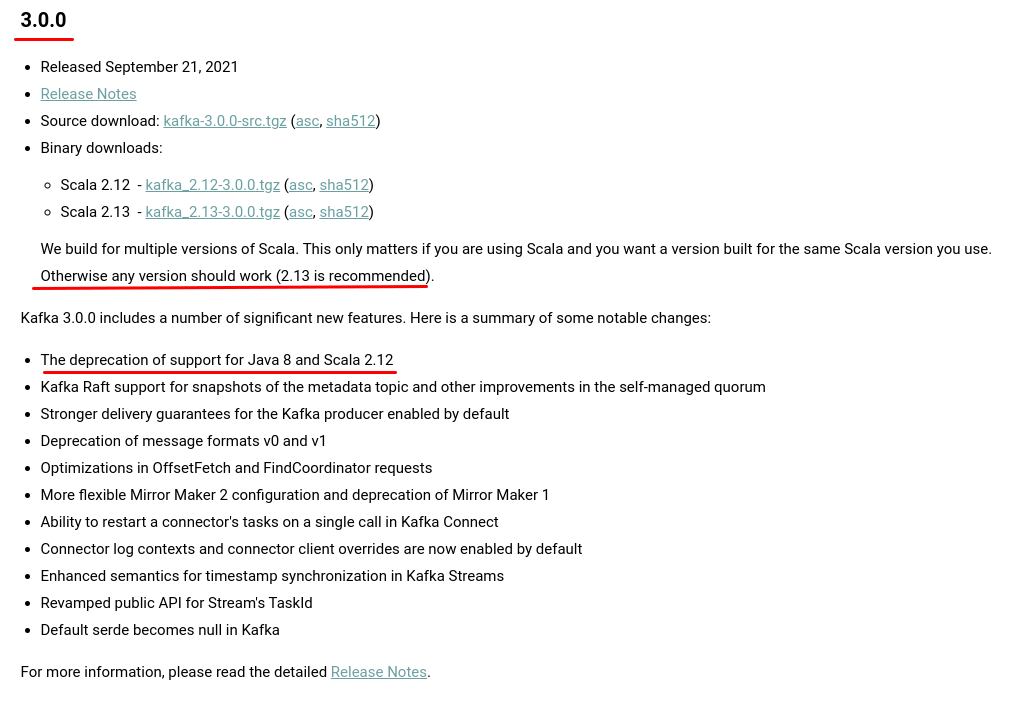 3.0.0
Released September 21, 2021
Release Notes
Source download: kafka-3.0.0-src.tgz (asc, sha512)
Binary downloads:
Scala 2.12 - kafka_2.12-3.0.0.tgz (asc, sha512)
Scala 2.13 - kafka_2.13-3.0.0.tgz (asc, sha512)
We build for multiple versions of Scala. This only matters if you are using Scala and you want a version built for the same Scala version you use.
Otherwise any version should work (2.13 is recommended).
Kafka 3.0.0 includes a number of significant new features. Here is a summary of some notable changes:
The deprecation of support for Java 8 and Scala 2.12
Kafka Raft support for snapshots of the metadata topic and other improvements in the self-managed quorum
Stronger delivery guarantees for the Kafka producer enabled by default
Deprecation of message formats v0 and v1
Optimizations in OffsetFetch and FindCoordinator requests
More flexible Mirror Maker 2 configuration and deprecation of Mirror Maker 1
Ability to restart a connector's tasks on a single call in Kafka Connect
Connector log contexts and connector client overrides are now enabled by default
Enhanced semantics for timestamp synchronization in Kafka Streams
Revamped public API for Stream's TaskId
Default serde becomes null in Kafka
For more information, please read the detailed Release Notes.